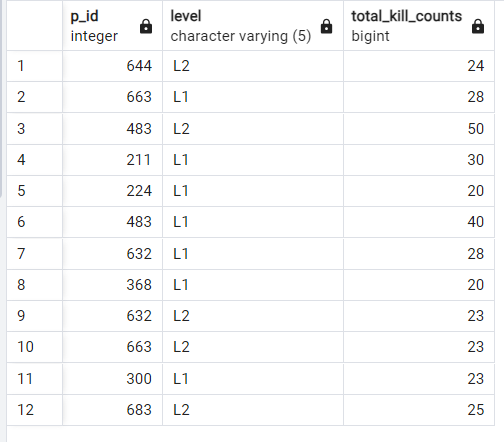 p_id level total_kill_counts
integer character varying (5) bigint
1 644 L2 24
2 663 L1 28
3 483 L2 50
4 211 L1 30
5 224 L1 20
6 483 L1 40
7 632 L1 28
8 368 L1 20
9 632 L2 23
10 663 L2 23
11 300 L1 23
12 683 L2 25